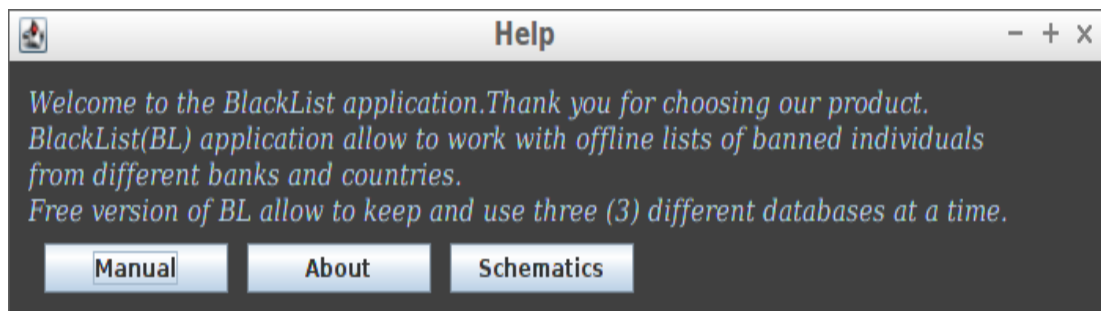 Help
Welcome to the BlackList application.Thank you for choosing our product.
BlackList(BL) application allow to work with offline lists of banned individuals
from different banks and countries.
Free version of BL allow to keep and use three (3) different databases at a time.
Manual About Schematics